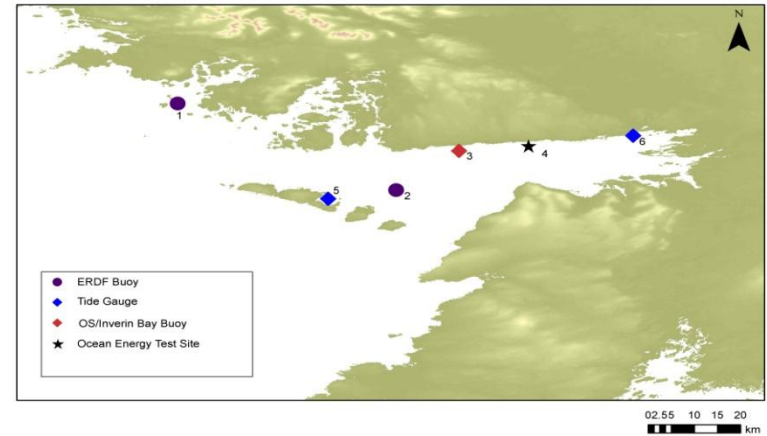 N
1
2
3
4
5
6
ERDF Buoy
Tide Gauge
OS/Inverin Bay Buoy
Ocean Energy Test Site
02.55 10 15 20
km